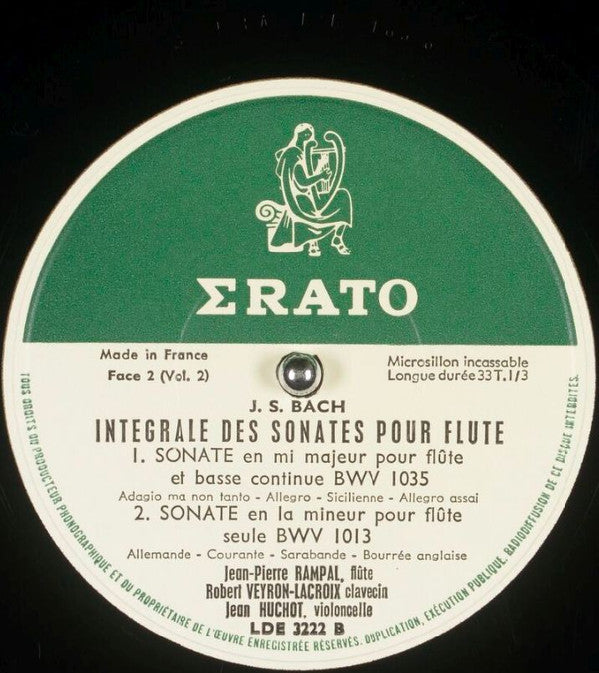 ΣRATO
Made in France
Face 2 (Vol. 2)
Microsillon incassable
Longue durée 33 T.1/3
J. S. BACH
INTEGRALE DES SONATES POUR FLUTE
1. SONATE en mi majeur pour flûte
et basse continue BWV 1035
Adagio ma non tanto - Allegro - Sicilienne - Allegro assai
2. SONATE en la mineur pour flûte
seule BWV 1013
Allemande - Courante - Sarabande - Bourrée anglaise
Jean-Pierre RAMPAL, flûte
Robert VEYRON-LACROIX clavecin
Jean HUCHOT, violoncelle
LDE 3222 B
TOUS DROITS DU PRODUCTEUR PHONOGRAPHIQUE ET DU PROPRIÉTAIRE DE L'ŒUVRE ENREGISTRÉE RÉSERVÉS. DUPLICATION, EXÉCUTION PUBLIQUE, RADIODIFFUSION DE CE DISQUE INTERDITES.